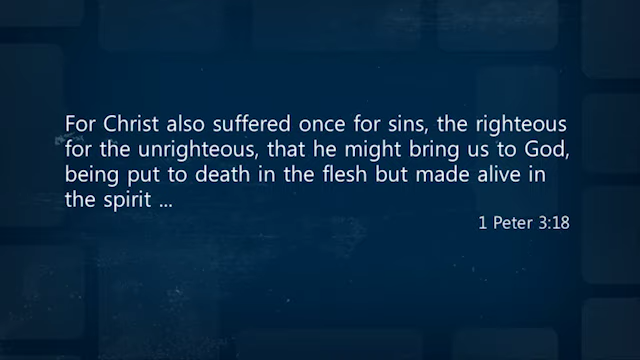 For Christ also suffered once for sins, the righteous
for the unrighteous, that he might bring us to God,
being put to death in the flesh but made alive in
the spirit ...
1 Peter 3:18